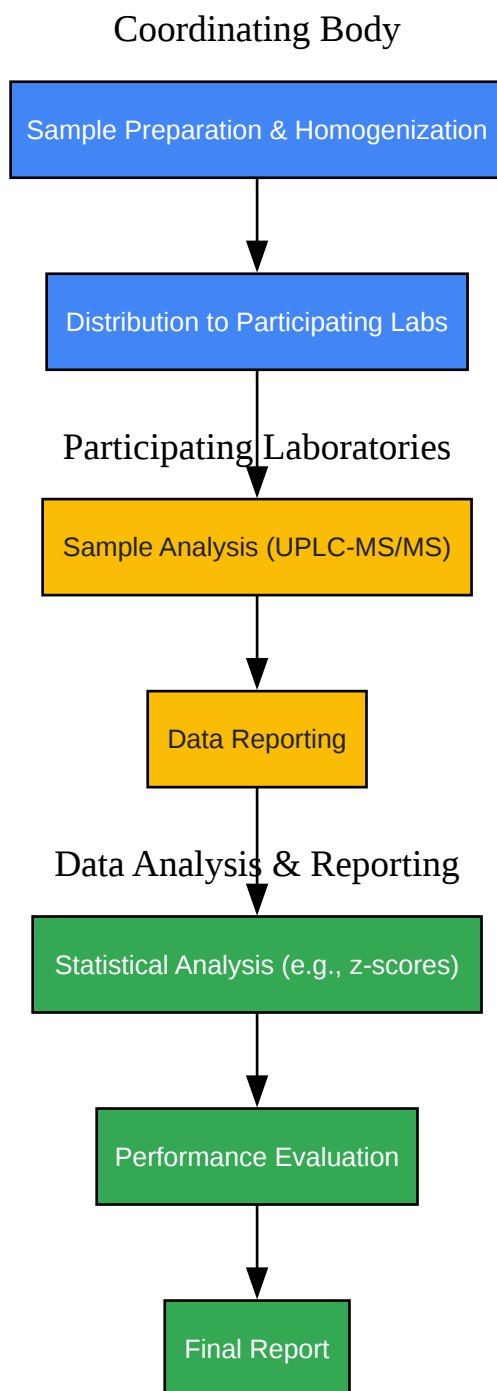 Coordinating Body
Sample Preparation & Homogenization
Distribution to Participating Labs
Participating Laboratories
Sample Analysis (UPLC-MS/MS)
Data Reporting
Data Analysis & Reporting
Statistical Analysis (e.g., z-scores)
Performance Evaluation
Final Report